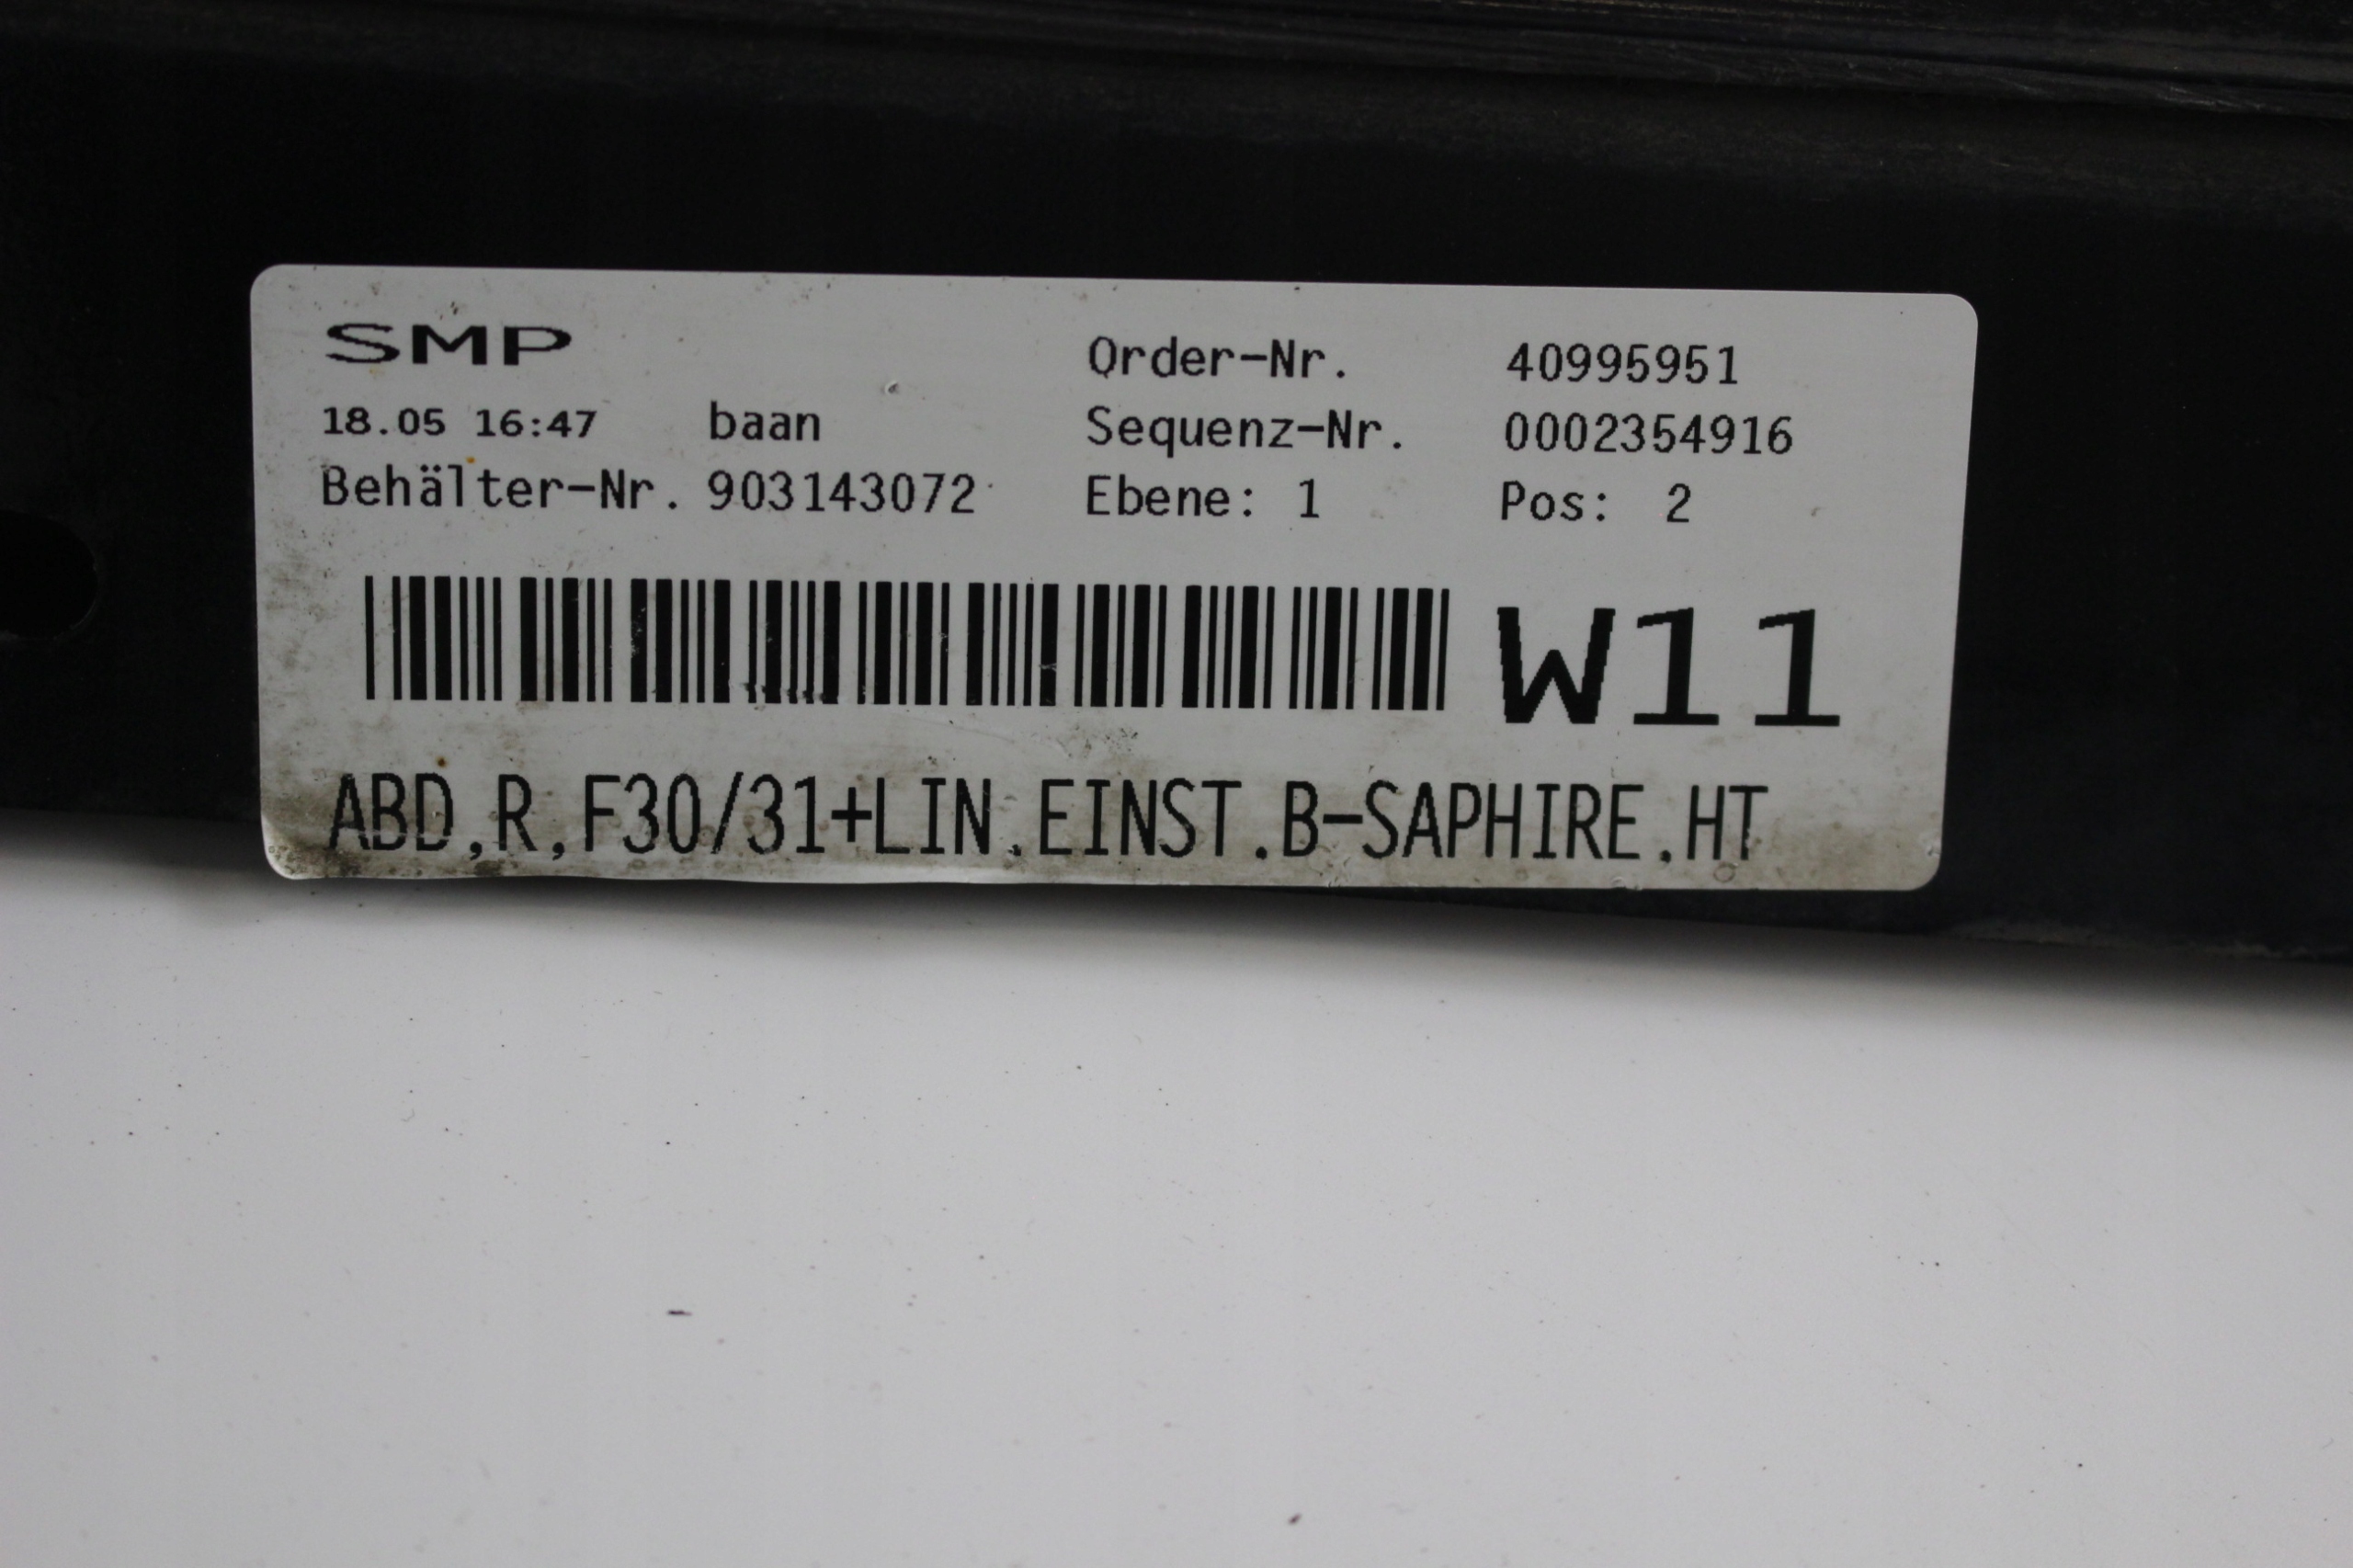 SMP
Order-Nr. 40995951
18.05 16:47 baan
Sequenz-Nr. 0002354916
Behälter-Nr. 903143072
Ebene: 1 Pos: 2
W11
ABD,R,F30/31+LIN.EINST.B-SAPHIRE.HT